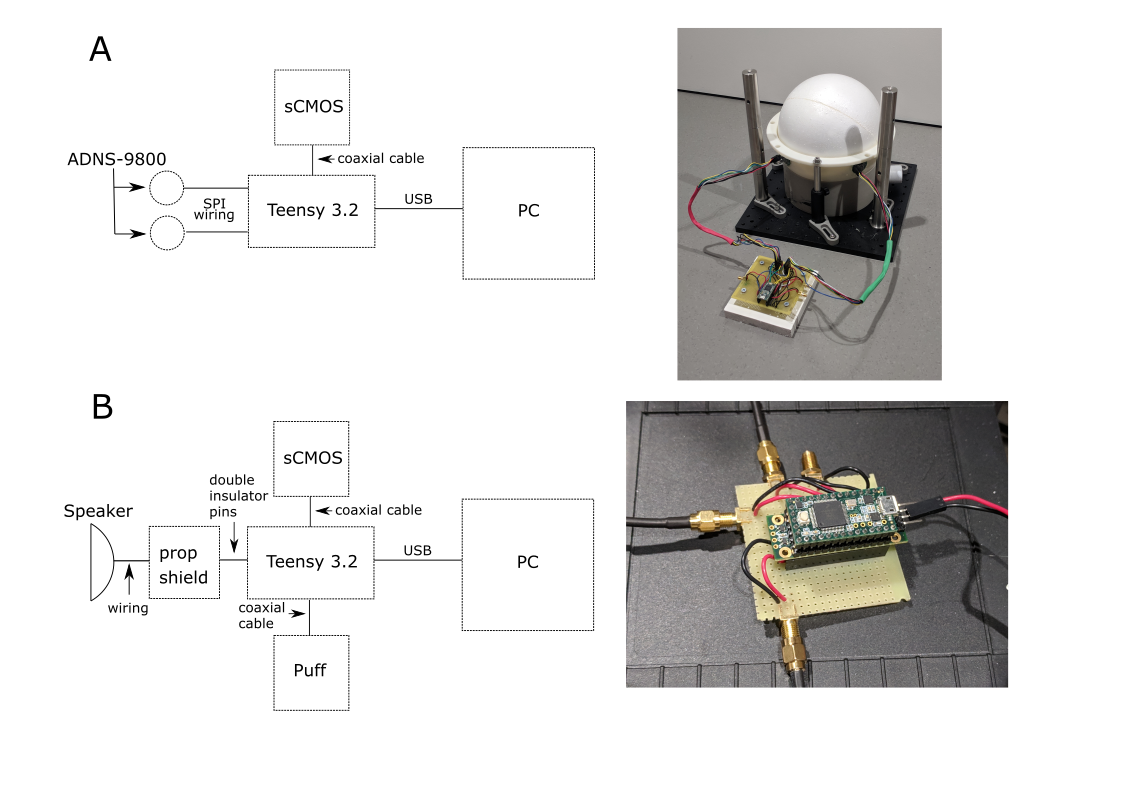 A
sCMOS
coaxial cable
ADNS-9800
SPI
wiring
Teensy 3.2
USB
PC
B
sCMOS
double
insulator
pins
coaxial cable
Speaker
prop
shield
Teensy 3.2
USB
PC
wiring
coaxial
cable
Puff